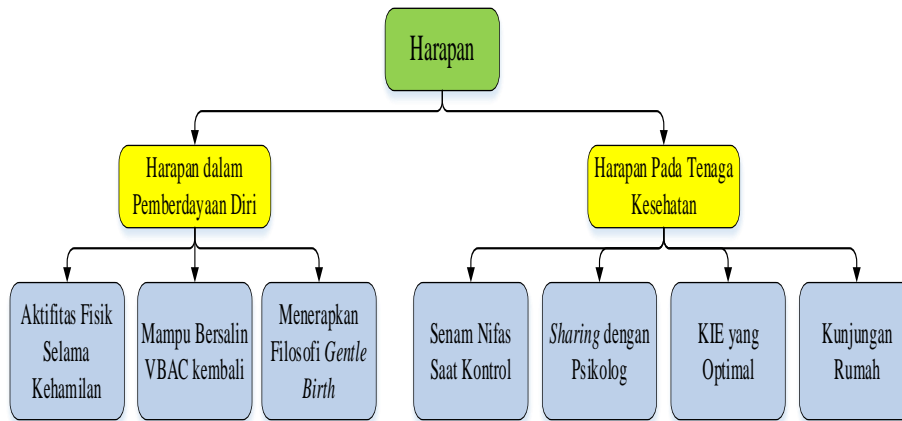 Harapan
Harapan dalam
Pemberdayaan Diri
Harapan Pada Tenaga
Kesehatan
Aktifitas Fisik
Selama
Kehamilan
Mampu Bersalin
VBAC kembali
Menerapkan
Filosofi Gentle
Birth
Senam Nifas
Saat Kontrol
Sharing dengan
Psikolog
KIE yang
Optimal
Kunjungan
Rumah